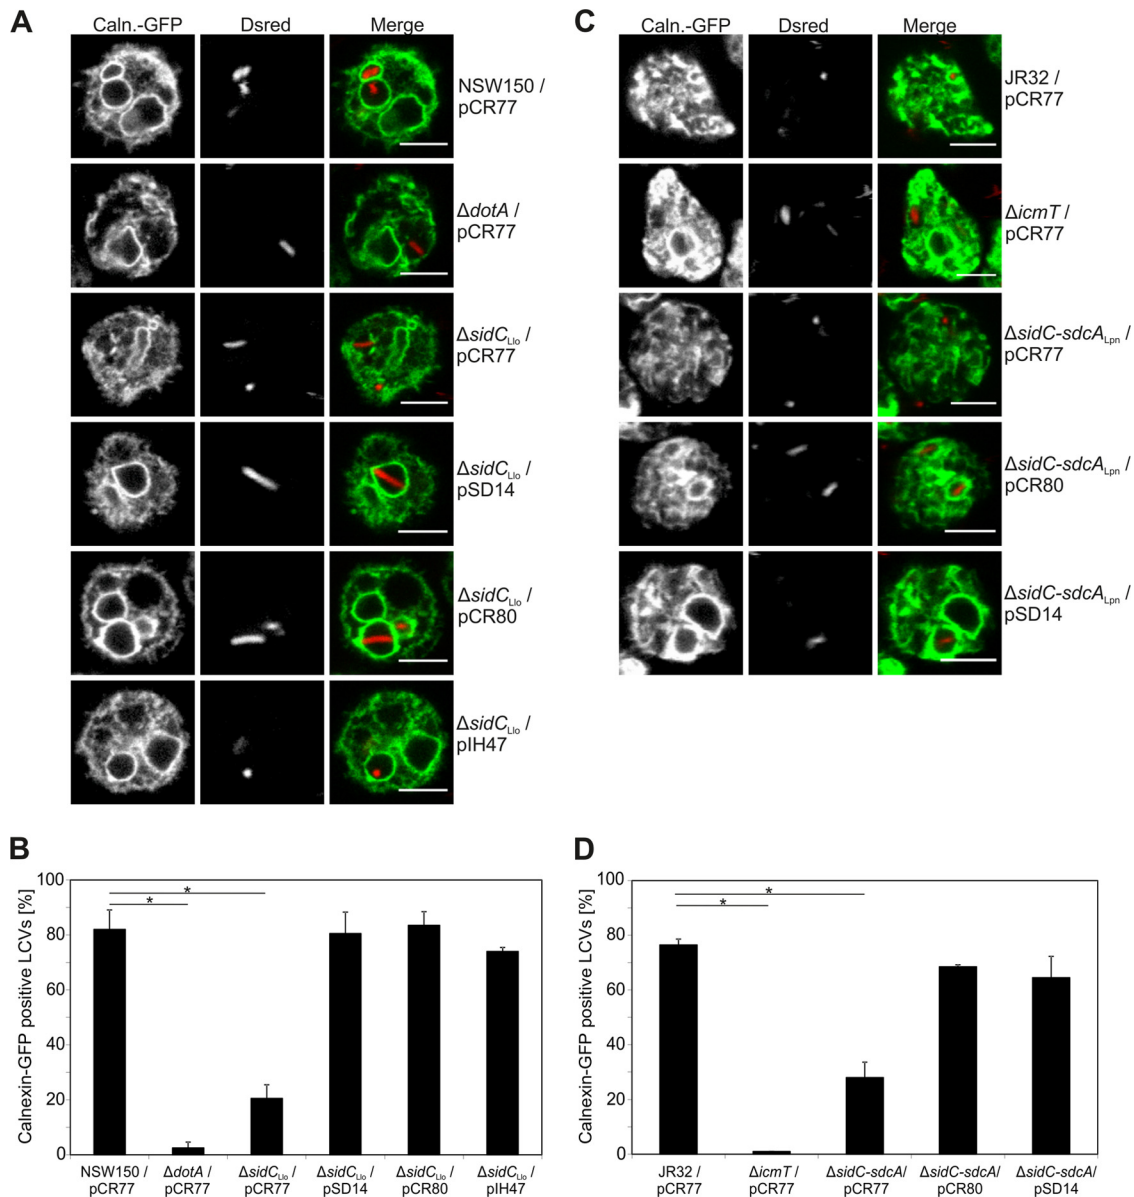 A
Caln.-GFP Dsred Merge
NSW150 /
pCR77
ΔdotA /
pCR77
ΔsidCLlo /
pCR77
ΔsidCLlo /
pSD14
ΔsidCLlo /
pCR80
ΔsidCLlo /
pIH47
C
Caln.-GFP Dsred Merge
JR32 /
pCR77
ΔicmT /
pCR77
ΔsidC-sdcALpn /
pCR77
ΔsidC-sdcALpn /
pCR80
ΔsidC-sdcALpn /
pSD14
B
Calnexin-GFP positive LCVs [%]
100
80
60
40
20
0
*
*
NSW150 / ΔdotA / ΔsidCLlo / ΔsidCLlo / ΔsidCLlo / ΔsidCLlo /
pCR77 pCR77 pCR77 pSD14 pCR80 pIH47
D
Calnexin-GFP positive LCVs [%]
100
80
60
40
20
0
*
*
JR32 / ΔicmT / ΔsidC-sdcA/ ΔsidC-sdcA/ ΔsidC-sdcA/
pCR77 pCR77 pCR77 pCR80 pSD14